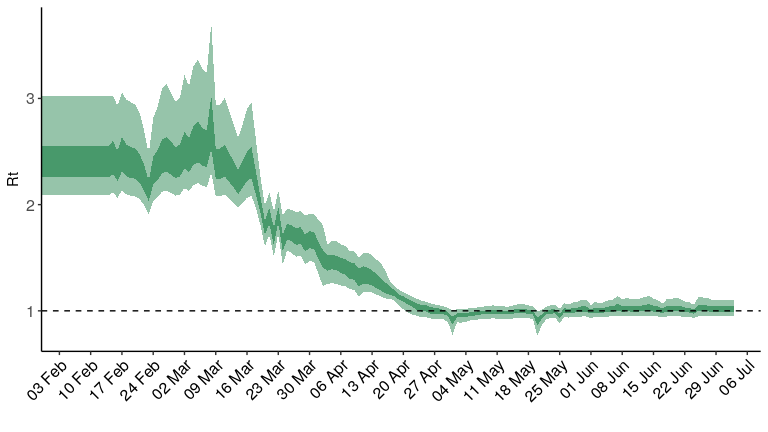 Rt
3
2
1
03 Feb
10 Feb
17 Feb
24 Feb
02 Mar
09 Mar
16 Mar
23 Mar
30 Mar
06 Apr
13 Apr
20 Apr
27 Apr
04 May
11 May
18 May
25 May
01 Jun
08 Jun
15 Jun
22 Jun
29 Jun
06 Jul